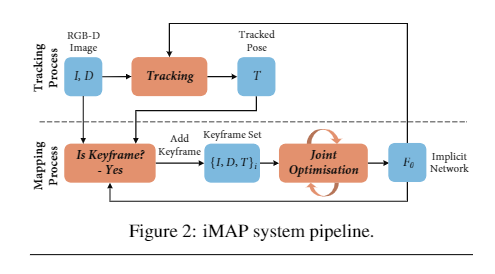 RGB-D
Image
Tracked
Pose
Tracking
Process
I, D
Tracking
T
Mapping
Process
Is Keyframe?
- Yes
Add
Keyframe
Keyframe Set
{I, D, T}i
Joint
Optimisation
Fθ
Implicit
Network
Figure 2: iMAP system pipeline.